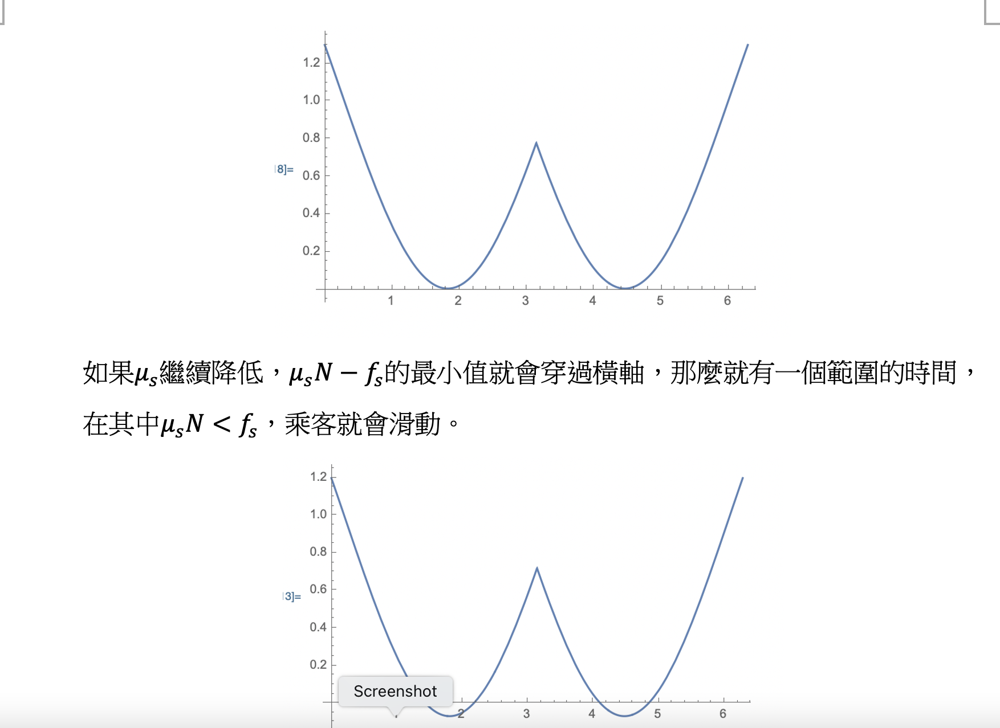 1.2
1.0
0.8
8]= 0.6
0.4
0.2
1 2 3 4 5 6
如果μₛ繼續降低，μₛN − fₛ的最小值就會穿過橫軸，那麼就有一個範圍的時間，
在其中μₛN < fₛ，乘客就會滑動。
1.2
1.0
0.8
3]= 0.6
0.4
0.2
Screenshot
2 3 4 5 6